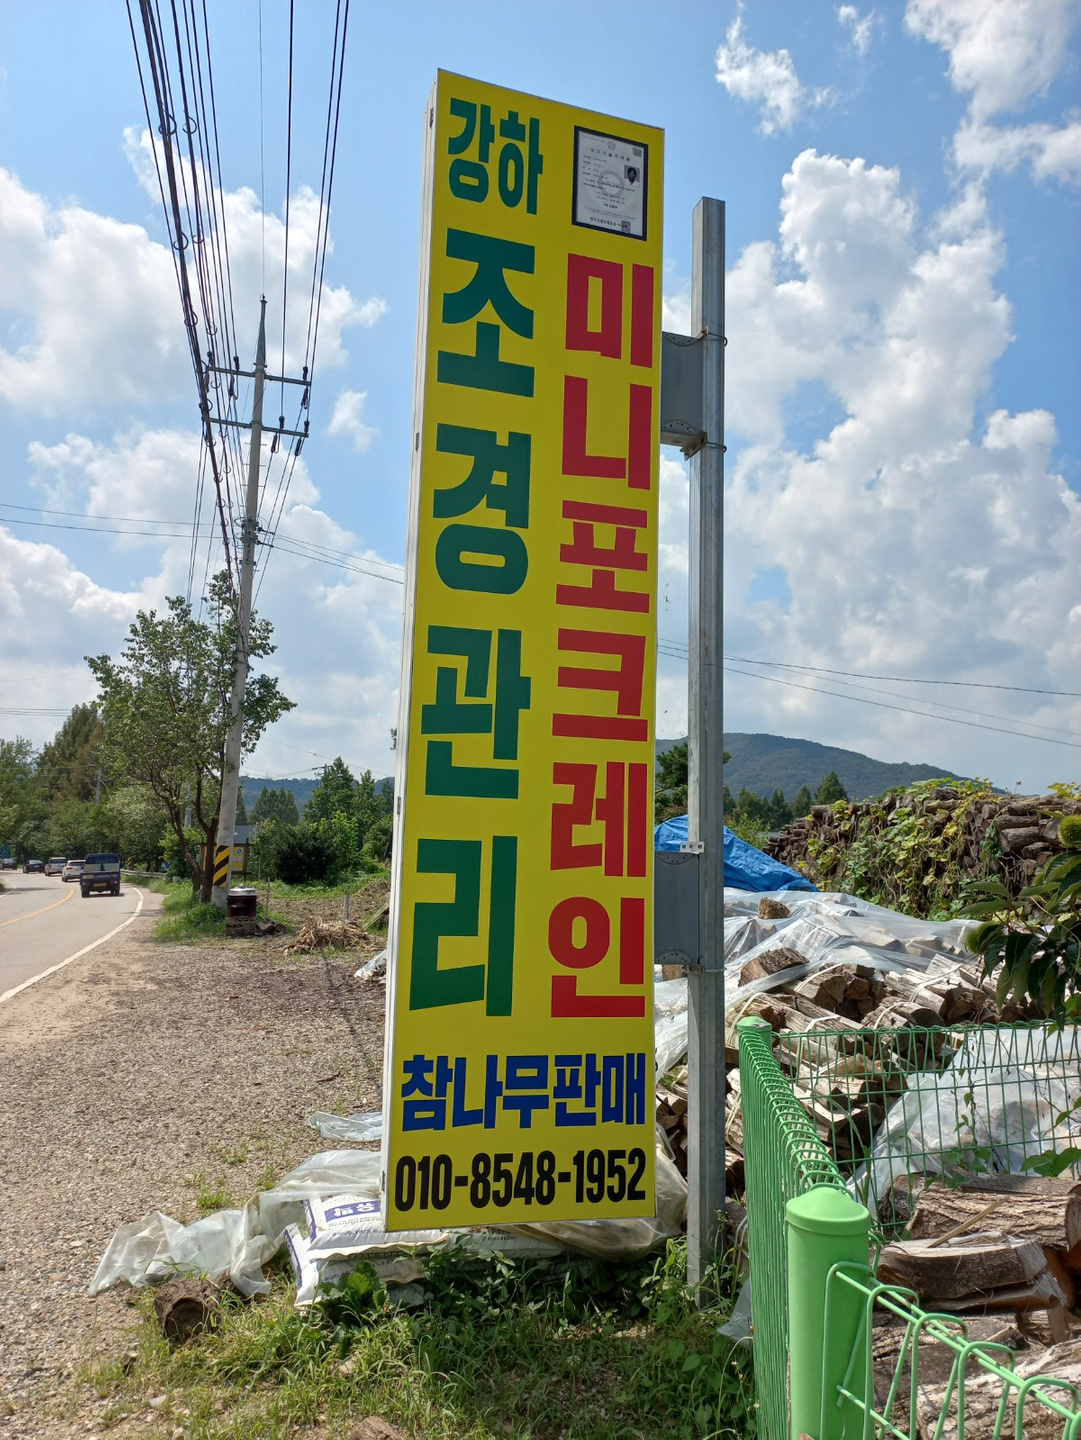 강하
조경관리
미니포크레인
참나무판매
010-8548-1952